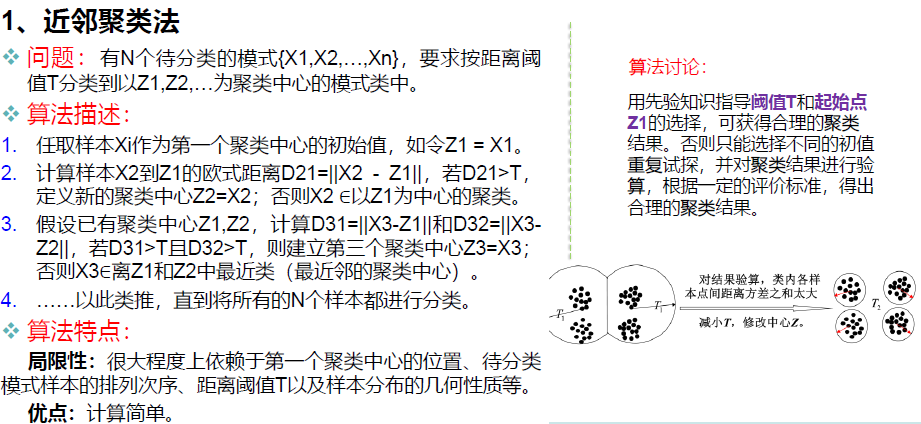 1、近邻聚类法
问题：有N个待分类的模式{X1,X2,…,Xn}，要求按距离阈
值T分类到以Z1,Z2,…为聚类中心的模式类中。
算法描述：
1. 任取样本Xi作为第一个聚类中心的初始值，如令Z1 = X1。
2. 计算样本X2到Z1的欧式距离D21=||X2 - Z1||，若D21>T，
定义新的聚类中心Z2=X2；否则X2 ∈以Z1为中心的聚类。
3. 假设已有聚类中心Z1,Z2，计算D31=||X3-Z1||和D32=||X3-
Z2||，若D31>T且D32>T，则建立第三个聚类中心Z3=X3；
否则X3∈离Z1和Z2中最近类（最近邻的聚类中心）。
4. ……以此类推，直到将所有的N个样本都进行分类。
算法特点：
局限性：很大程度上依赖于第一个聚类中心的位置、待分类
模式样本的排列次序、距离阈值T以及样本分布的几何性质等。
优点：计算简单。
算法讨论：
用先验知识指导阈值T和起始点
Z1的选择，可获得合理的聚类
结果。否则只能选择不同的初值
重复试探，并对聚类结果进行验
算，根据一定的评价标准，得出
合理的聚类结果。
T1
T1
对结果验算，类内各样
本点间距离方差之和太大
减小T，修改中心Z。
T2